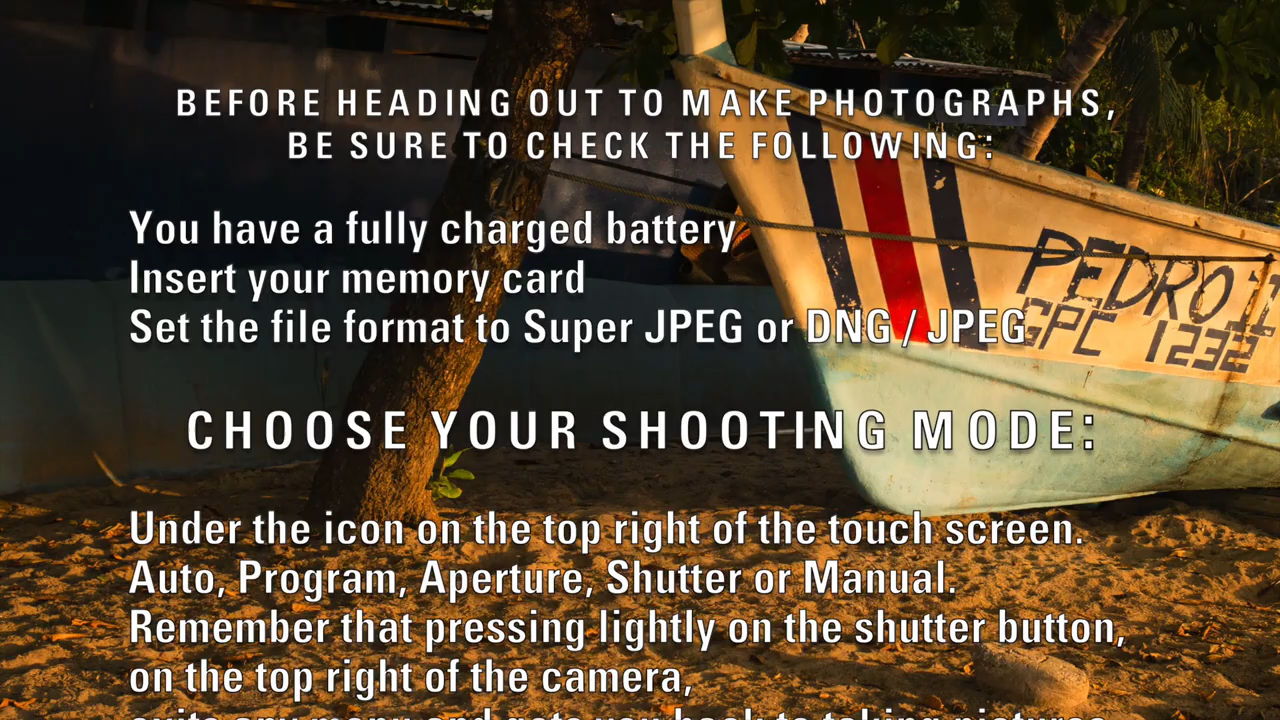 BEFORE HEADING OUT TO MAKE PHOTOGRAPHS,
BE SURE TO CHECK THE FOLLOWING:
You have a fully charged battery
Insert your memory card
Set the file format to Super JPEG or DNG / JPEG
PEDRO I
GPC 1232
CHOOSE YOUR SHOOTING MODE:
Under the icon on the top right of the touch screen.
Auto, Program, Aperture, Shutter or Manual.
Remember that pressing lightly on the shutter button,
on the top right of the camera,